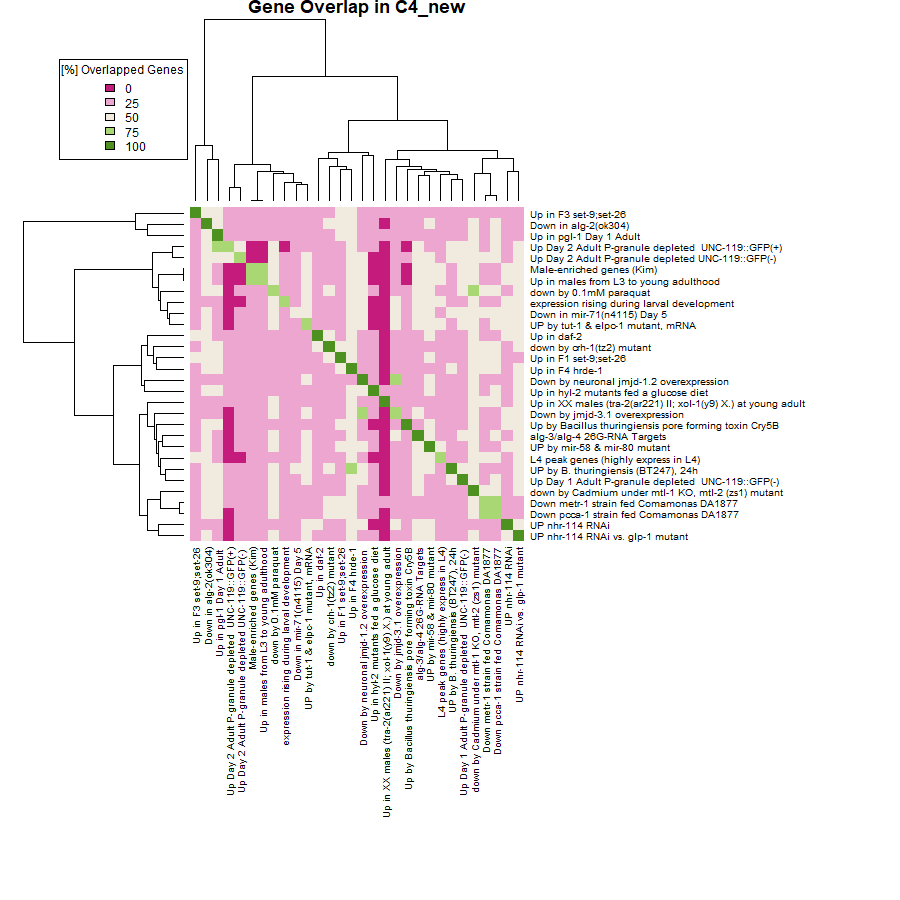 Gene Overlap in C4_new
[%] Overlapped Genes
0
25
50
75
100
Up in F3 set-9;set-26
Down in alg-2(ok304)
Up in pgl-1 Day 1 Adult
Up Day 2 Adult P-granule depleted UNC-119::GFP(+)
Up Day 2 Adult P-granule depleted UNC-119::GFP(-)
Male-enriched genes (Kim)
Up in males from L3 to young adulthood
down by 0.1mM paraquat
expression rising during larval development
Down in mir-71(n4115) Day 5
UP by tut-1 & elpc-1 mutant, mRNA
Up in daf-2
down by crh-1(tz2) mutant
Up in F1 set-9;set-26
Up in F4 hrde-1
Down by neuronal jmjd-1.2 overexpression
Up in hyl-2 mutants fed a glucose diet
Up in XX males (tra-2(ar221) II; xol-1(y9) X.) at young adult
Down by jmjd-3.1 overexpression
Up by Bacillus thuringiensis pore forming toxin Cry5B
alg-3/alg-4 26G-RNA Targets
UP by mir-58 & mir-80 mutant
L4 peak genes (highly express in L4)
UP by B. thuringiensis (BT247), 24h
Up Day 1 Adult P-granule depleted UNC-119::GFP(-)
down by Cadmium under mtl-1 KO, mtl-2 (zs1) mutant
Down metr-1 strain fed Comamonas DA1877
Down pcca-1 strain fed Comamonas DA1877
UP nhr-114 RNAi
UP nhr-114 RNAi vs. glp-1 mutant
Up in F3 set-9;set-26
Down in alg-2(ok304)
Up in pgl-1 Day 1 Adult
Up Day 2 Adult P-granule depleted UNC-119::GFP(+)
Up Day 2 Adult P-granule depleted UNC-119::GFP(-)
Male-enriched genes (Kim)
Up in males from L3 to young adulthood
down by 0.1mM paraquat
expression rising during larval development
Down in mir-71(n4115) Day 5
UP by tut-1 & elpc-1 mutant, mRNA
Up in daf-2
down by crh-1(tz2) mutant
Up in F1 set-9;set-26
Up in F4 hrde-1
Down by neuronal jmjd-1.2 overexpression
Up in hyl-2 mutants fed a glucose diet
Up in XX males (tra-2(ar221) II; xol-1(y9) X.) at young adult
Down by jmjd-3.1 overexpression
Up by Bacillus thuringiensis pore forming toxin Cry5B
alg-3/alg-4 26G-RNA Targets
UP by mir-58 & mir-80 mutant
L4 peak genes (highly express in L4)
UP by B. thuringiensis (BT247), 24h
Up Day 1 Adult P-granule depleted UNC-119::GFP(-)
down by Cadmium under mtl-1 KO, mtl-2 (zs1) mutant
Down metr-1 strain fed Comamonas DA1877
Down pcca-1 strain fed Comamonas DA1877
UP nhr-114 RNAi
UP nhr-114 RNAi vs. glp-1 mutant